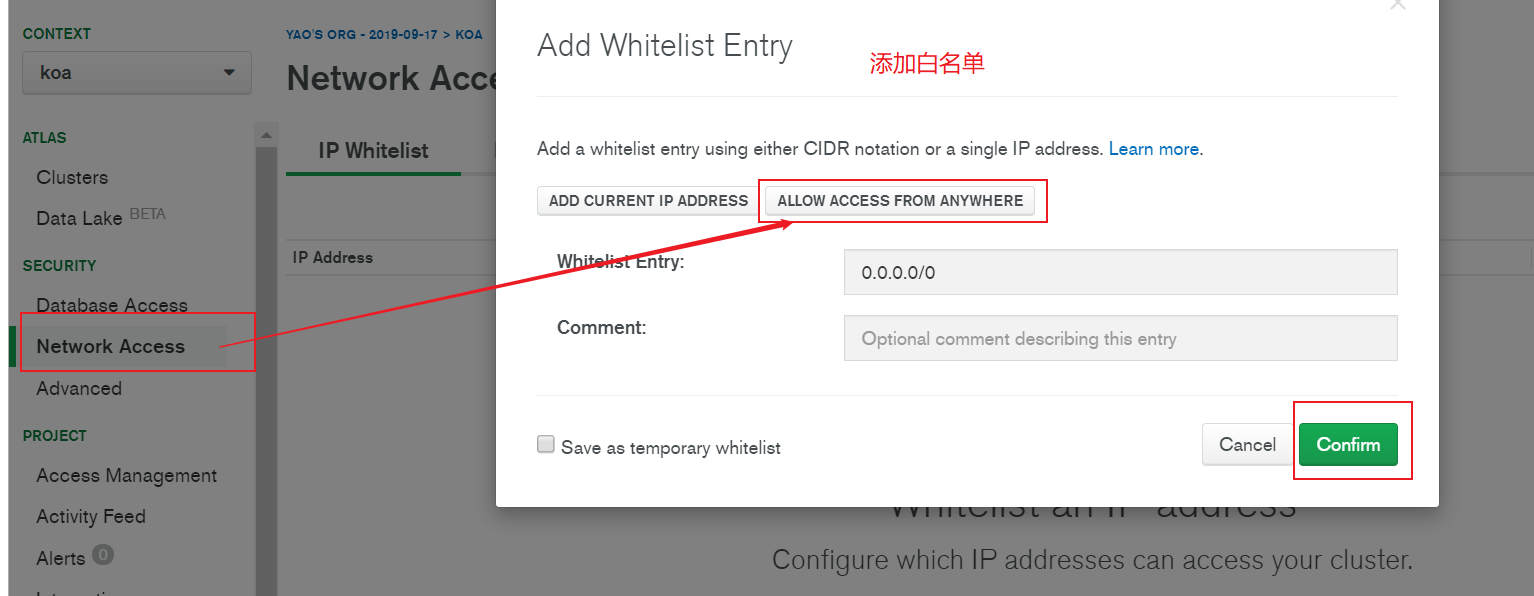 CONTEXT
koa
ATLAS
Clusters
Data Lake BETA
SECURITY
Database Access
Network Access
Advanced
PROJECT
Access Management
Activity Feed
Alerts 0
YAO'S ORG - 2019-09-17 > KOA
Network Acce
IP Whitelist
IP Address
Add Whitelist Entry
添加白名单
Add a whitelist entry using either CIDR notation or a single IP address. Learn more.
ADD CURRENT IP ADDRESS
ALLOW ACCESS FROM ANYWHERE
Whitelist Entry:
0.0.0.0/0
Comment:
Optional comment describing this entry
Save as temporary whitelist
Cancel
Confirm
Whitelist an IP address
Configure which IP addresses can access your cluster.